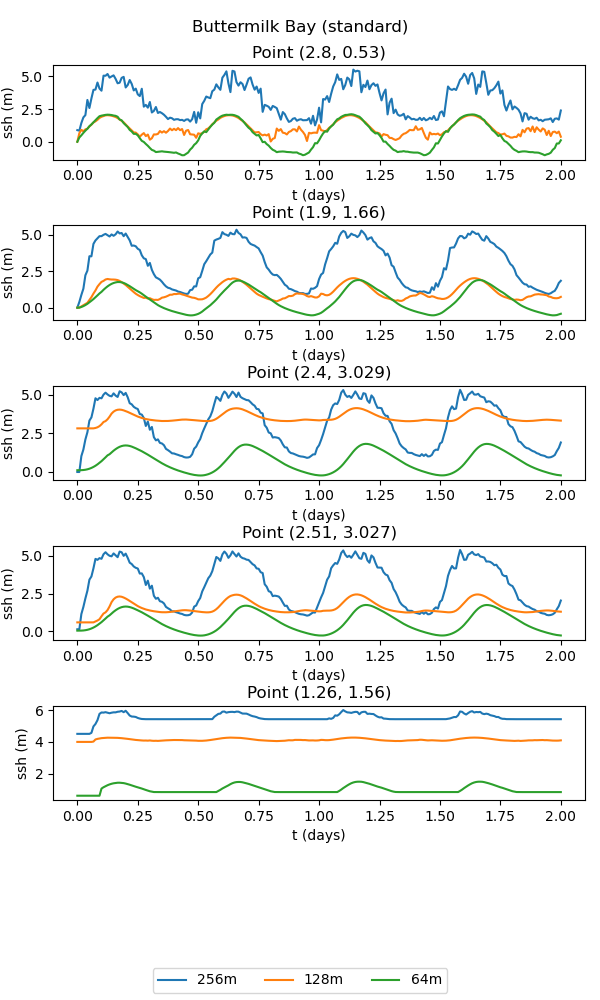 Buttermilk Bay (standard)
Point (2.8, 0.53)
5.0
2.5
0.0
ssh (m)
0.00 0.25 0.50 0.75 1.00 1.25 1.50 1.75 2.00
t (days)
Point (1.9, 1.66)
5.0
2.5
0.0
ssh (m)
0.00 0.25 0.50 0.75 1.00 1.25 1.50 1.75 2.00
t (days)
Point (2.4, 3.029)
5.0
2.5
0.0
ssh (m)
0.00 0.25 0.50 0.75 1.00 1.25 1.50 1.75 2.00
t (days)
Point (2.51, 3.027)
5.0
2.5
0.0
ssh (m)
0.00 0.25 0.50 0.75 1.00 1.25 1.50 1.75 2.00
t (days)
Point (1.26, 1.56)
6
4
2
ssh (m)
0.00 0.25 0.50 0.75 1.00 1.25 1.50 1.75 2.00
t (days)
256m 128m 64m